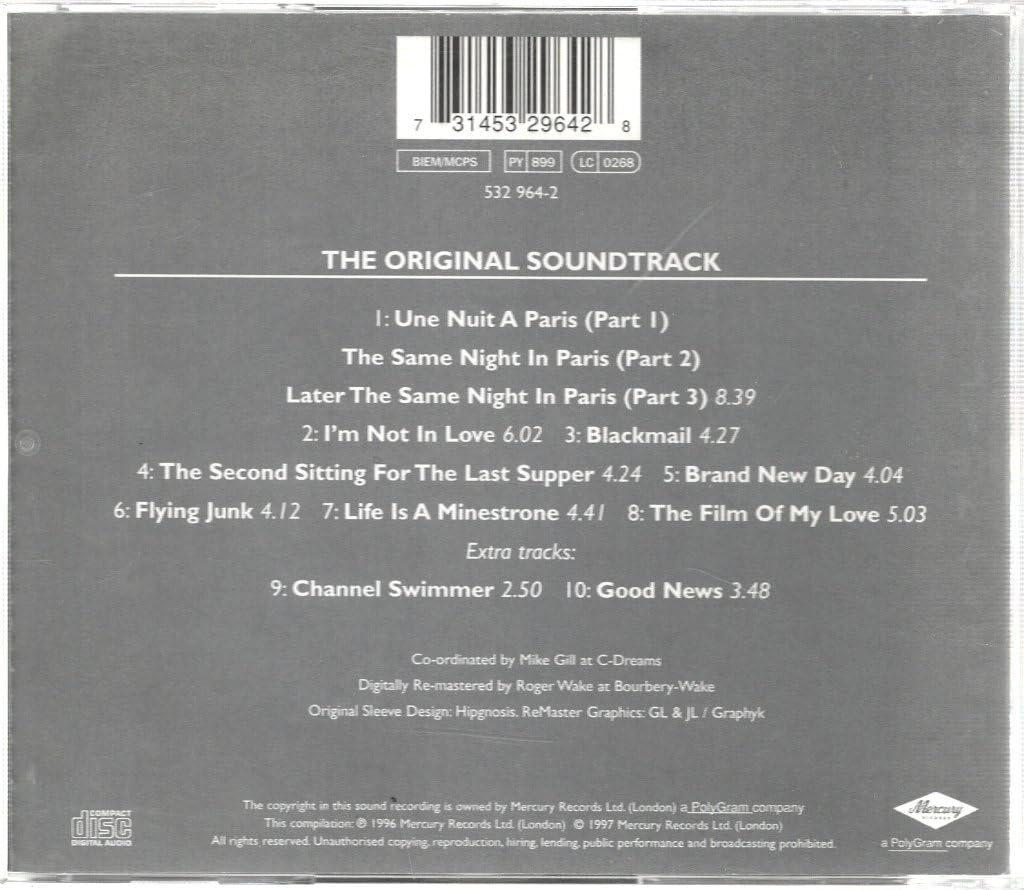 7 31453 29642 8
BIEM/MCPS PY 899 LC 0268
532 964-2
THE ORIGINAL SOUNDTRACK
1: Une Nuit A Paris (Part 1)
The Same Night In Paris (Part 2)
Later The Same Night In Paris (Part 3) 8.39
2: I'm Not In Love 6.02 3: Blackmail 4.27
4: The Second Sitting For The Last Supper 4.24 5: Brand New Day 4.04
6: Flying Junk 4.12 7: Life Is A Minestrone 4.41 8: The Film Of My Love 5.03
Extra tracks:
9: Channel Swimmer 2.50 10: Good News 3.48
Co-ordinated by Mike Gill at C-Dreams
Digitally Re-mastered by Roger Wake at Bourbery-Wake
Original Sleeve Design: Hipgnosis. ReMaster Graphics: GL & JL / Graphyk
The copyright in this sound recording is owned by Mercury Records Ltd. (London) a PolyGram company
This compilation: ℗ 1996 Mercury Records Ltd. (London) © 1997 Mercury Records Ltd. (London)
All rights reserved. Unauthorised copying, reproduction, hiring, lending, public performance and broadcasting prohibited.
COMPACT
disc
DIGITAL AUDIO
Mercury
RECORDS
a PolyGram company